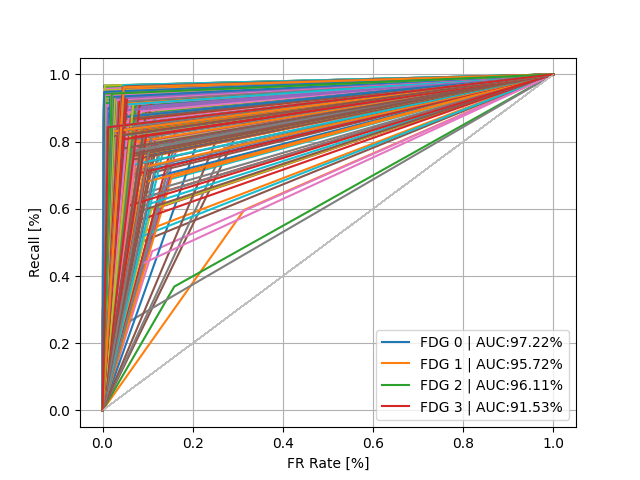 1.0
0.8
0.6
0.4
0.2
0.0
Recall [%]
0.0 0.2 0.4 0.6 0.8 1.0
FR Rate [%]
FDG 0 | AUC:97.22%
FDG 1 | AUC:95.72%
FDG 2 | AUC:96.11%
FDG 3 | AUC:91.53%